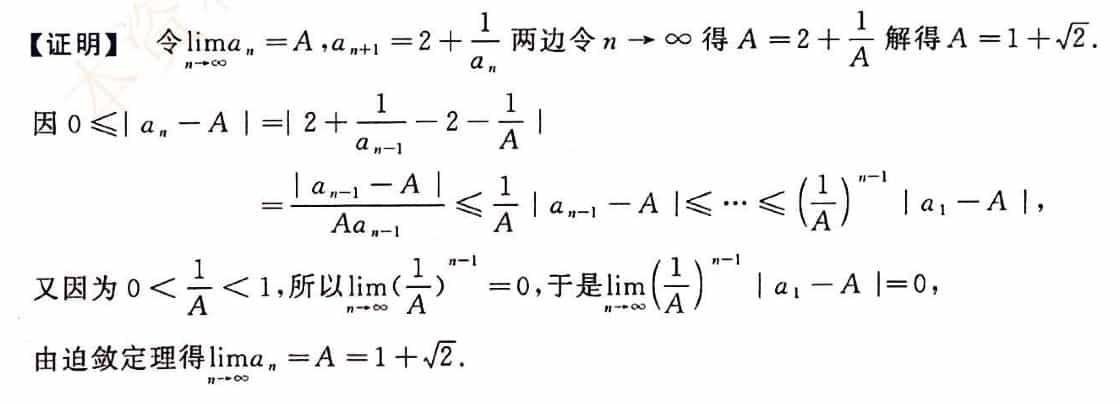 【证明】 令lim_{n→∞} a_n = A, a_{n+1} = 2 + 1/a_n 两边令 n → ∞ 得 A = 2 + 1/A 解得 A = 1 + √2.
因 0 ≤ | a_n − A | = | 2 + 1/a_{n−1} − 2 − 1/A |
= | a_{n−1} − A | / (A a_{n−1}) ≤ 1/A | a_{n−1} − A | ≤ ⋯ ≤ (1/A)^{n−1} | a_1 − A |,
又因为 0 < 1/A < 1, 所以 lim_{n→∞} (1/A)^{n−1} = 0, 于是 lim_{n→∞} (1/A)^{n−1} | a_1 − A | = 0,
由迫敛定理得 lim_{n→∞} a_n = A = 1 + √2.